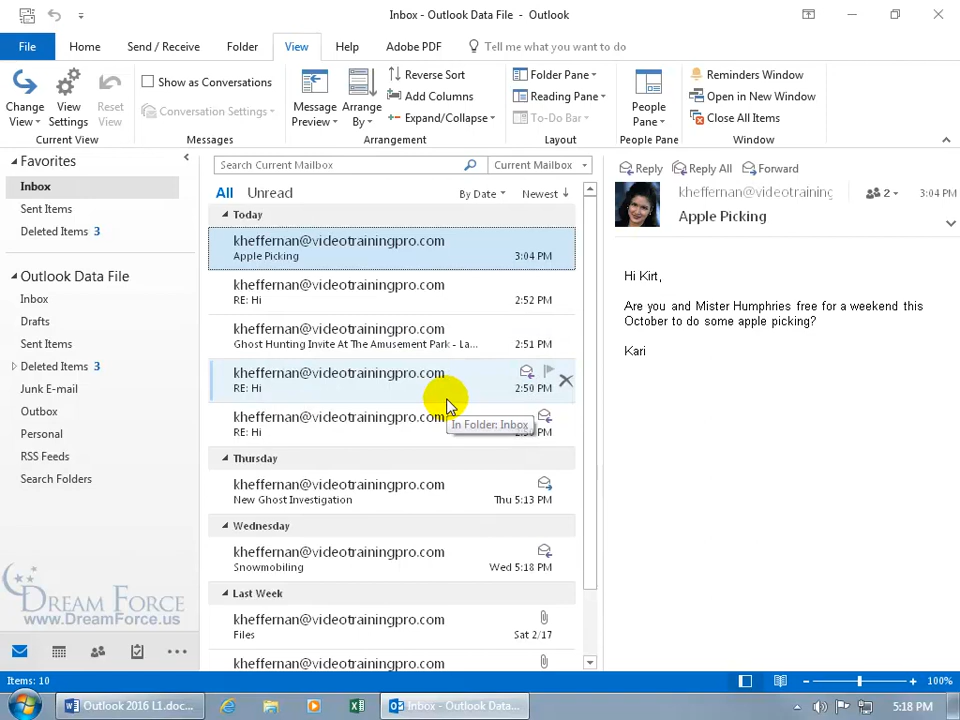 Inbox - Outlook Data File - Outlook
File Home Send / Receive Folder View Help Adobe PDF Tell me what you want to do
Change View
View Settings
Reset View
Current View
Show as Conversations
Conversation Settings
Messages
Message Preview
Arrange By
Reverse Sort
Add Columns
Expand/Collapse
Arrangement
Folder Pane
Reading Pane
To-Do Bar
Layout
People Pane
People Pane
Reminders Window
Open in New Window
Close All Items
Window
Favorites
Inbox
Sent Items
Deleted Items 3
Outlook Data File
Inbox
Drafts
Sent Items
Deleted Items 3
Junk E-mail
Outbox
Personal
RSS Feeds
Search Folders
DREAM FORCE
www.DreamForce.us
Search Current Mailbox Current Mailbox
All Unread By Date Newest
Today
kheffernan@videotrainingpro.com
Apple Picking 3:04 PM
kheffernan@videotrainingpro.com
RE: Hi 2:52 PM
kheffernan@videotrainingpro.com
Ghost Hunting Invite At The Amusement Park - La... 2:51 PM
kheffernan@videotrainingpro.com
RE: Hi 2:50 PM
kheffernan@videotrainingpro.com
In Folder: Inbox
RE: Hi PM
Thursday
kheffernan@videotrainingpro.com
New Ghost Investigation Thu 5:13 PM
Wednesday
kheffernan@videotrainingpro.com
Snowmobiling Wed 5:18 PM
Last Week
kheffernan@videotrainingpro.com
Files Sat 2/17
kheffernan@videotrainingpro.com
Reply Reply All Forward
kheffernan@videotrainingpro 2 3:04 PM
Apple Picking
Hi Kirt,
Are you and Mister Humphries free for a weekend this
October to do some apple picking?
Kari
Items: 10 100%
Outlook 2016 L1.doc... Inbox - Outlook Data... 5:18 PM